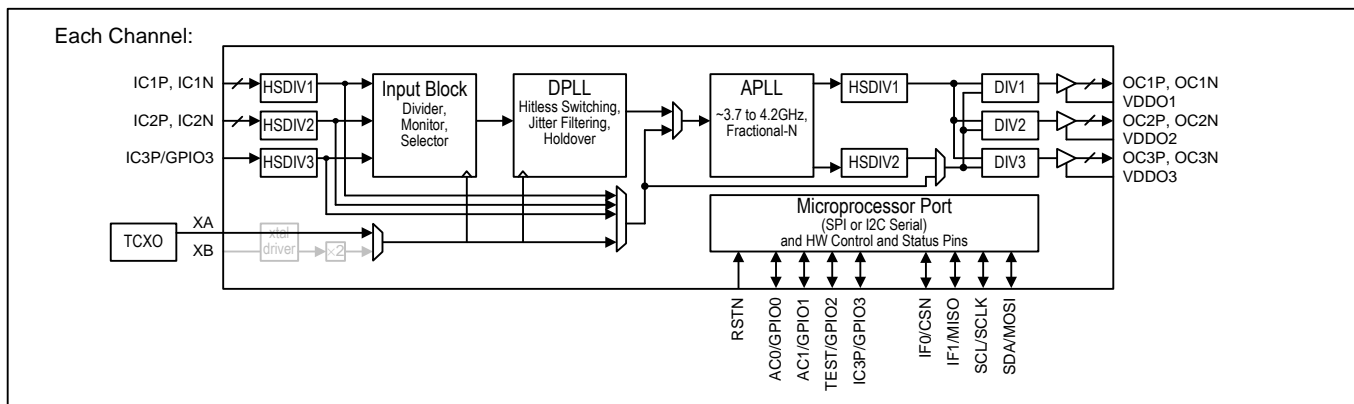 Each Channel:
IC1P, IC1N
IC2P, IC2N
IC3P/GPIO3
HSDIV1
HSDIV2
HSDIV3
Input Block
Divider,
Monitor,
Selector
DPLL
Hitless Switching,
Jitter Filtering,
Holdover
APLL
~3.7 to 4.2GHz,
Fractional-N
HSDIV1
HSDIV2
DIV1
DIV2
DIV3
OC1P, OC1N
VDDO1
OC2P, OC2N
VDDO2
OC3P, OC3N
VDDO3
TCXO
XA
XB
xtal
driver
×2
Microprocessor Port
(SPI or I2C Serial)
and HW Control and Status Pins
RSTN
AC0/GPIO0
AC1/GPIO1
TEST/GPIO2
IC3P/GPIO3
IF0/CSN
IF1/MISO
SCL/SCLK
SDA/MOSI